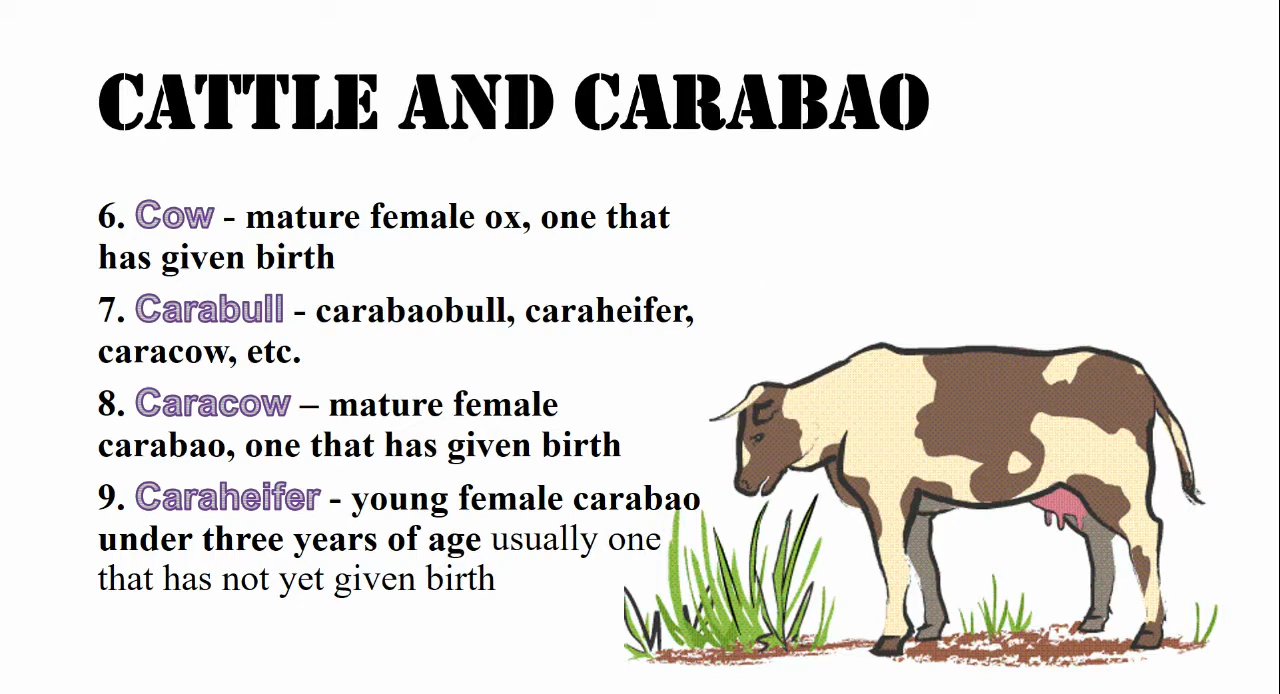 CATTLE AND CARABAO
6. Cow - mature female ox, one that
has given birth
7. Carabull - carabaobull, caraheifer,
caracow, etc.
8. Caracow – mature female
carabao, one that has given birth
9. Caraheifer - young female carabao
under three years of age usually one
that has not yet given birth